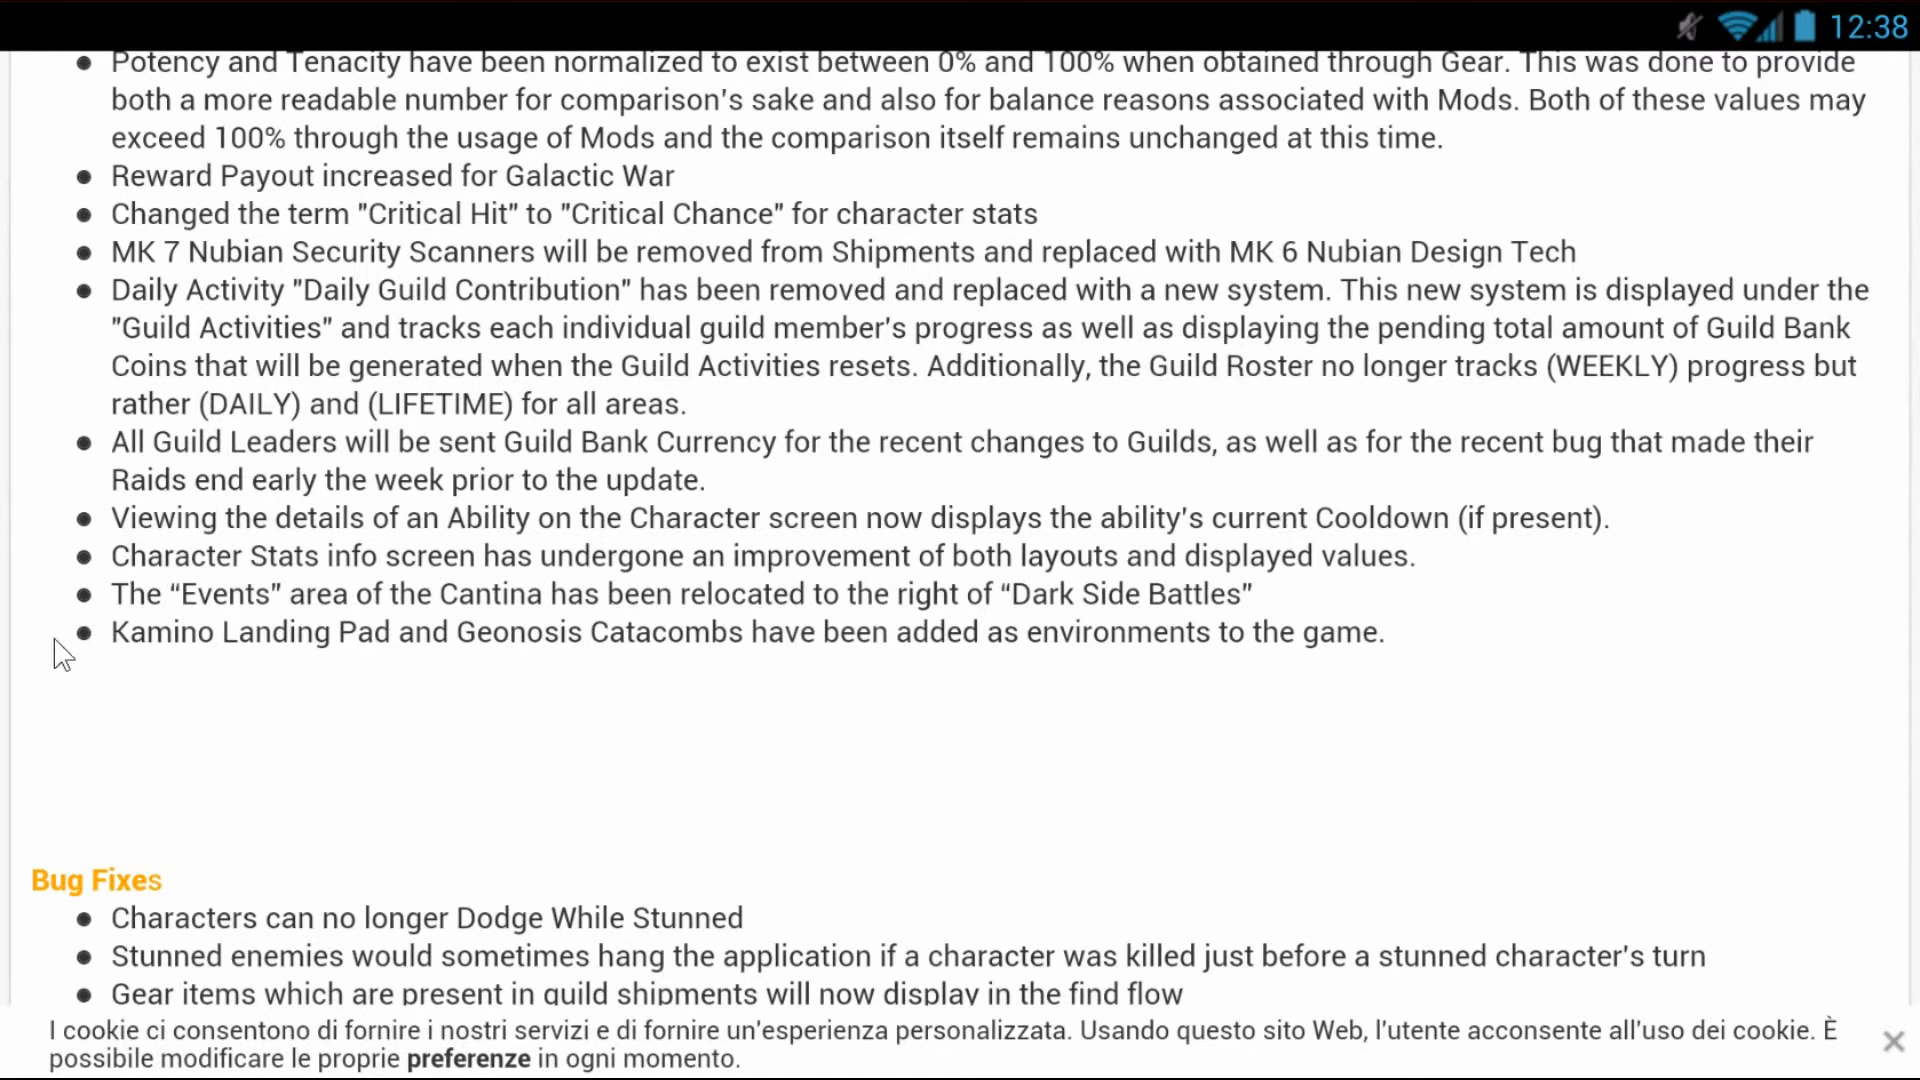 12:38
Potency and Tenacity have been normalized to exist between 0% and 100% when obtained through Gear. This was done to provide
both a more readable number for comparison's sake and also for balance reasons associated with Mods. Both of these values may
exceed 100% through the usage of Mods and the comparison itself remains unchanged at this time.
Reward Payout increased for Galactic War
Changed the term "Critical Hit" to "Critical Chance" for character stats
MK 7 Nubian Security Scanners will be removed from Shipments and replaced with MK 6 Nubian Design Tech
Daily Activity "Daily Guild Contribution" has been removed and replaced with a new system. This new system is displayed under the
"Guild Activities" and tracks each individual guild member's progress as well as displaying the pending total amount of Guild Bank
Coins that will be generated when the Guild Activities resets. Additionally, the Guild Roster no longer tracks (WEEKLY) progress but
rather (DAILY) and (LIFETIME) for all areas.
All Guild Leaders will be sent Guild Bank Currency for the recent changes to Guilds, as well as for the recent bug that made their
Raids end early the week prior to the update.
Viewing the details of an Ability on the Character screen now displays the ability's current Cooldown (if present).
Character Stats info screen has undergone an improvement of both layouts and displayed values.
The “Events” area of the Cantina has been relocated to the right of “Dark Side Battles”
Kamino Landing Pad and Geonosis Catacombs have been added as environments to the game.
Bug Fixes
Characters can no longer Dodge While Stunned
Stunned enemies would sometimes hang the application if a character was killed just before a stunned character's turn
Gear items which are present in guild shipments will now display in the find flow
I cookie ci consentono di fornire i nostri servizi e di fornire un'esperienza personalizzata. Usando questo sito Web, l'utente acconsente all'uso dei cookie. È
possibile modificare le proprie preferenze in ogni momento.